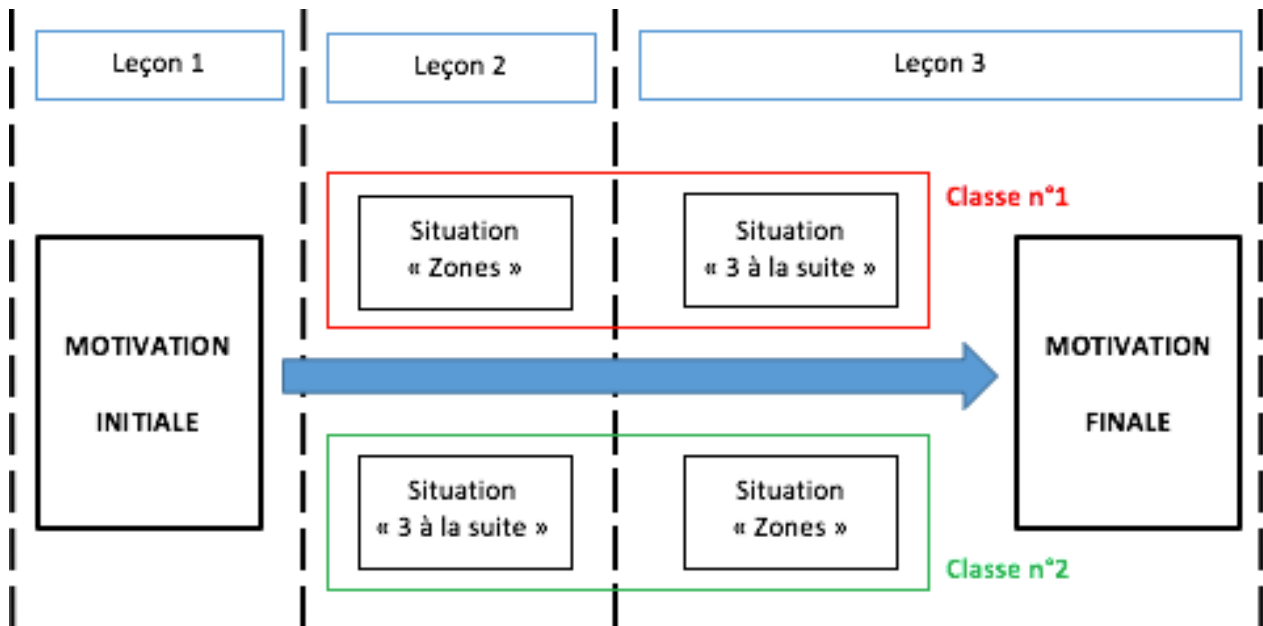 Leçon 1
Leçon 2
Leçon 3
Situation
« Zones »
Situation
« 3 à la suite »
Classe n°1
MOTIVATION
INITIALE
MOTIVATION
FINALE
Situation
« 3 à la suite »
Situation
« Zones »
Classe n°2